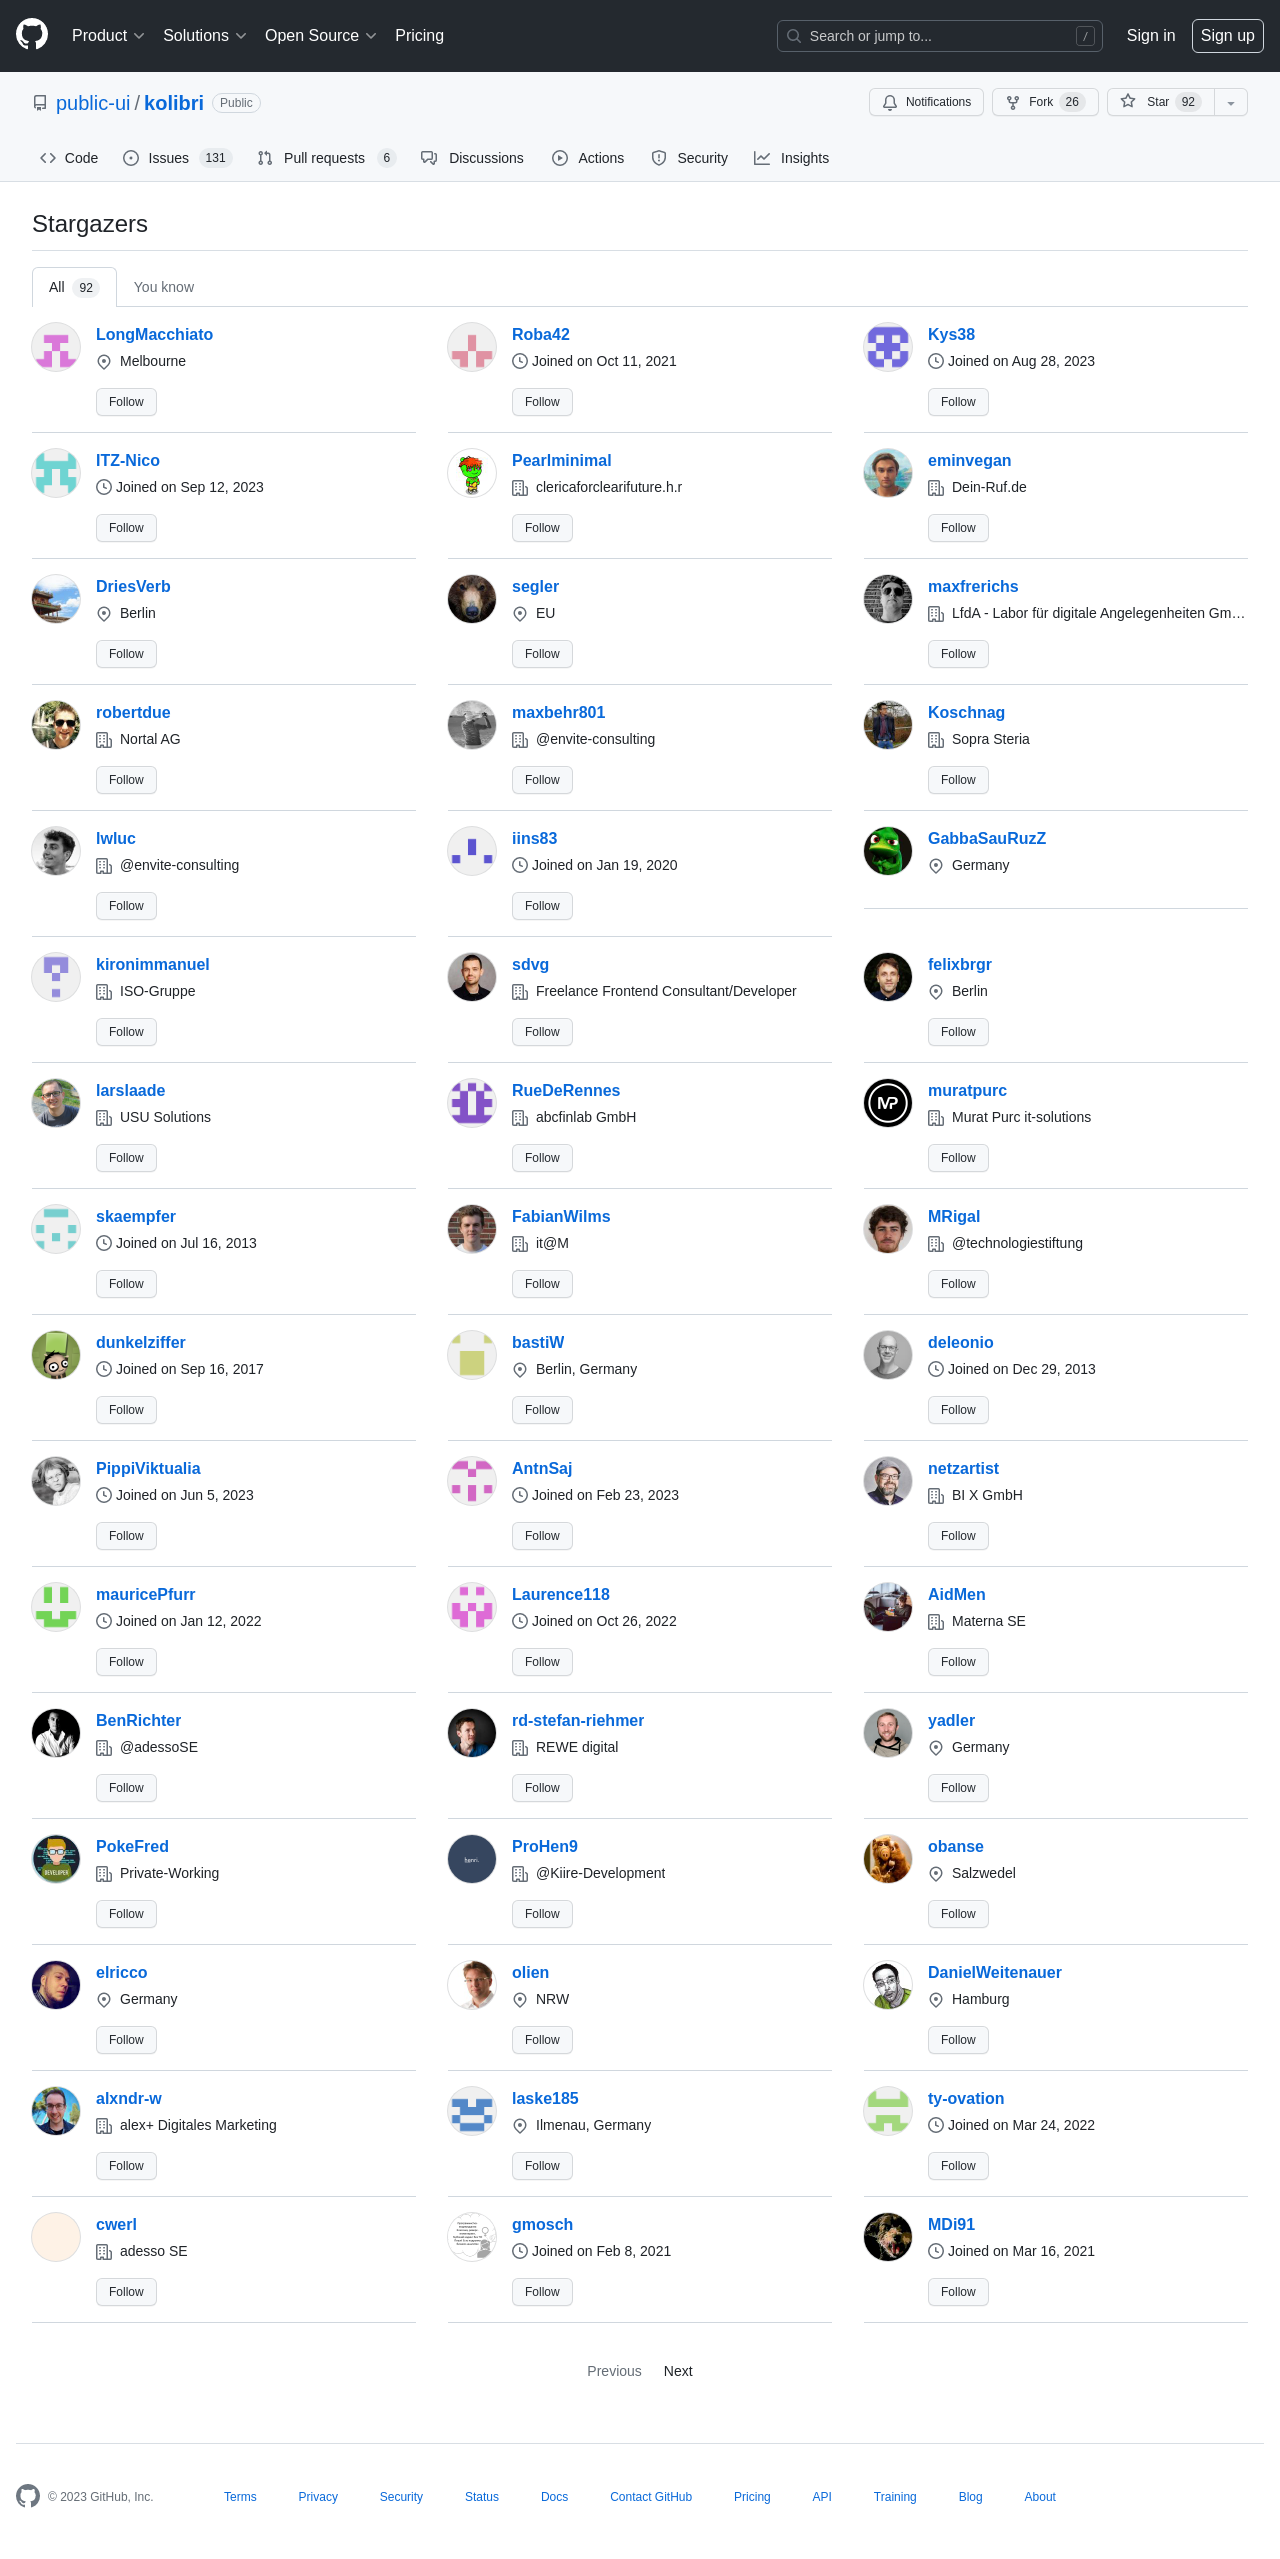 Product Solutions Open Source Pricing Search or jump to... / Sign in Sign up
public-ui / kolibri Public Notifications Fork 26 Star 92
Code Issues 131 Pull requests 6 Discussions Actions Security Insights
Stargazers
All 92 You know
LongMacchiato Roba42 Kys38
Melbourne Joined on Oct 11, 2021 Joined on Aug 28, 2023
Follow Follow Follow
ITZ-Nico Pearlminimal eminvegan
Joined on Sep 12, 2023 clericaforclearifuture.h.r Dein-Ruf.de
Follow Follow Follow
DriesVerb segler maxfrerichs
Berlin EU LfdA - Labor für digitale Angelegenheiten Gm…
Follow Follow Follow
robertdue maxbehr801 Koschnag
Nortal AG @envite-consulting Sopra Steria
Follow Follow Follow
lwluc iins83 GabbaSauRuzZ
@envite-consulting Joined on Jan 19, 2020 Germany
Follow Follow
kironimmanuel sdvg felixbrgr
ISO-Gruppe Freelance Frontend Consultant/Developer Berlin
Follow Follow Follow
larslaade RueDeRennes muratpurc
USU Solutions abcfinlab GmbH Murat Purc it-solutions
Follow Follow Follow
skaempfer FabianWilms MRigal
Joined on Jul 16, 2013 it@M @technologiestiftung
Follow Follow Follow
dunkelziffer bastiW deleonio
Joined on Sep 16, 2017 Berlin, Germany Joined on Dec 29, 2013
Follow Follow Follow
PippiViktualia AntnSaj netzartist
Joined on Jun 5, 2023 Joined on Feb 23, 2023 BI X GmbH
Follow Follow Follow
mauricePfurr Laurence118 AidMen
Joined on Jan 12, 2022 Joined on Oct 26, 2022 Materna SE
Follow Follow Follow
BenRichter rd-stefan-riehmer yadler
@adessoSE REWE digital Germany
Follow Follow Follow
PokeFred ProHen9 obanse
Private-Working @Kiire-Development Salzwedel
Follow Follow Follow
elricco olien DanielWeitenauer
Germany NRW Hamburg
Follow Follow Follow
alxndr-w laske185 ty-ovation
alex+ Digitales Marketing Ilmenau, Germany Joined on Mar 24, 2022
Follow Follow Follow
cwerl gmosch MDi91
adesso SE Joined on Feb 8, 2021 Joined on Mar 16, 2021
Follow Follow Follow
Previous Next
© 2023 GitHub, Inc. Terms Privacy Security Status Docs Contact GitHub Pricing API Training Blog About